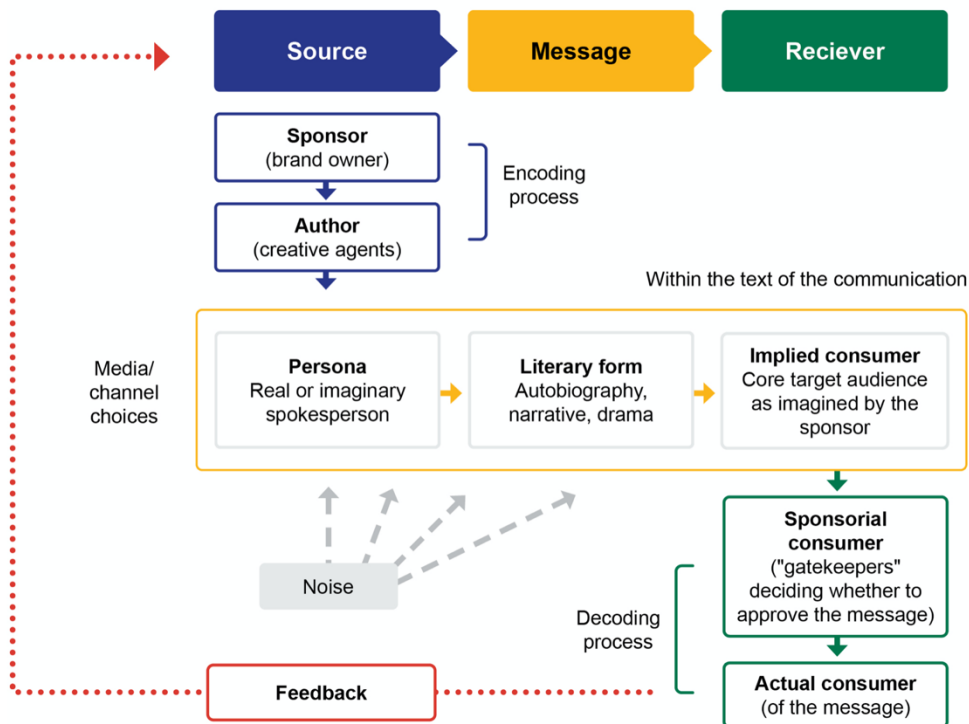 Source
Message
Reciever
Sponsor
(brand owner)
Encoding
process
Author
(creative agents)
Within the text of the communication
Media/
channel
choices
Persona
Real or imaginary
spokesperson
Literary form
Autobiography,
narrative, drama
Implied consumer
Core target audience
as imagined by the
sponsor
Noise
Sponsorial
consumer
("gatekeepers"
deciding whether to
approve the message)
Decoding
process
Feedback
Actual consumer
(of the message)